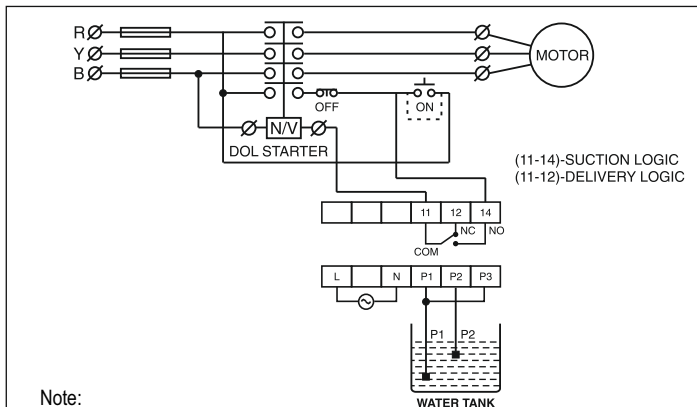 R
Y
B
MOTOR
OFF
ON
N/V
DOL STARTER
(11-14)-SUCTION LOGIC
(11-12)-DELIVERY LOGIC
11 12 14
NC NO
COM
L N P1 P2 P3
P1 P2
WATER TANK
Note: